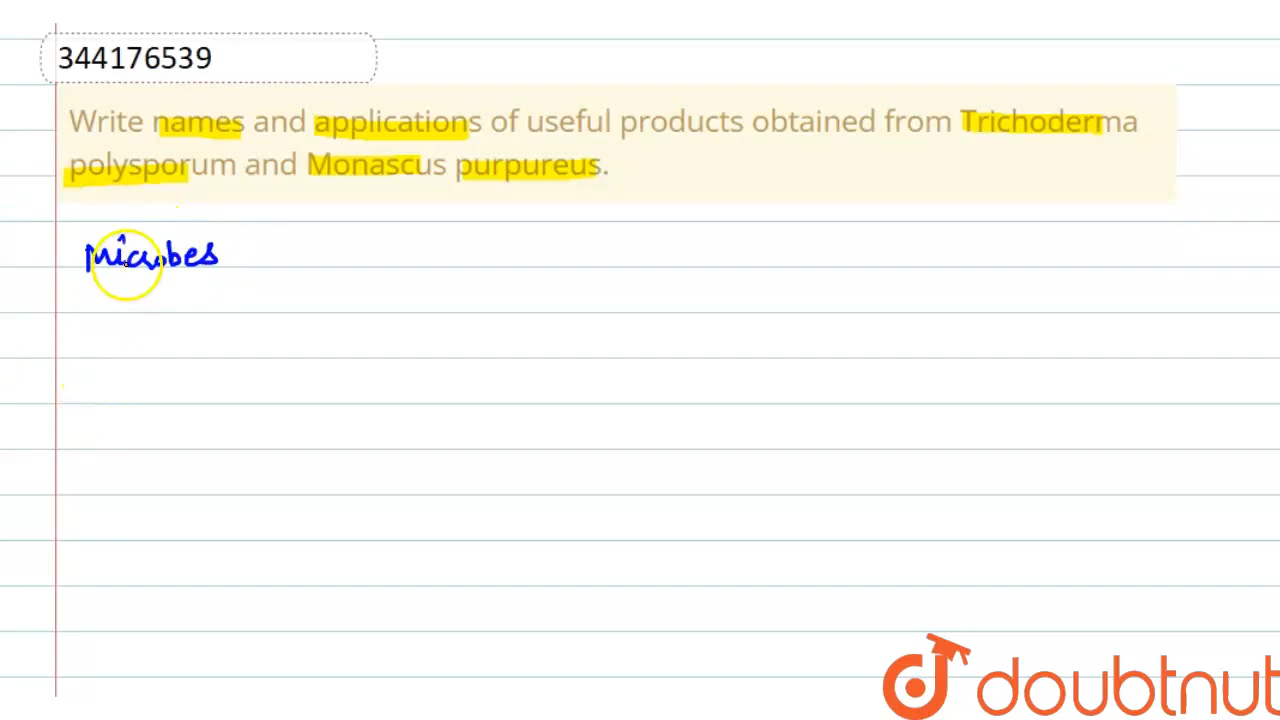 344176539
Write names and applications of useful products obtained from Trichoderma
polysporum and Monascus purpureus.
Microbes
doubtnut